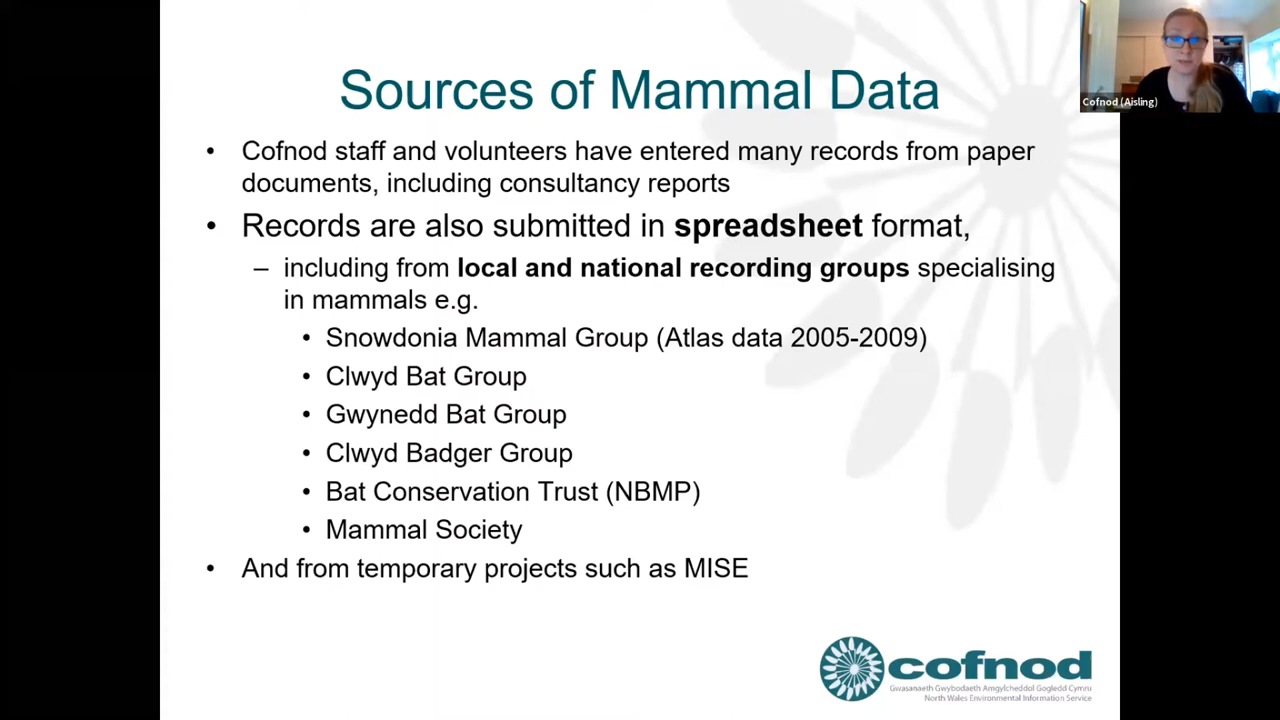 Sources of Mammal Data
Cofnod (Aisling)
• Cofnod staff and volunteers have entered many records from paper
documents, including consultancy reports
• Records are also submitted in spreadsheet format,
– including from local and national recording groups specialising
in mammals e.g.
• Snowdonia Mammal Group (Atlas data 2005-2009)
• Clwyd Bat Group
• Gwynedd Bat Group
• Clwyd Badger Group
• Bat Conservation Trust (NBMP)
• Mammal Society
• And from temporary projects such as MISE
cofnod
Gwasanaeth Gwybodaeth Amgylcheddol Gogledd Cymru
North Wales Environmental Information Service